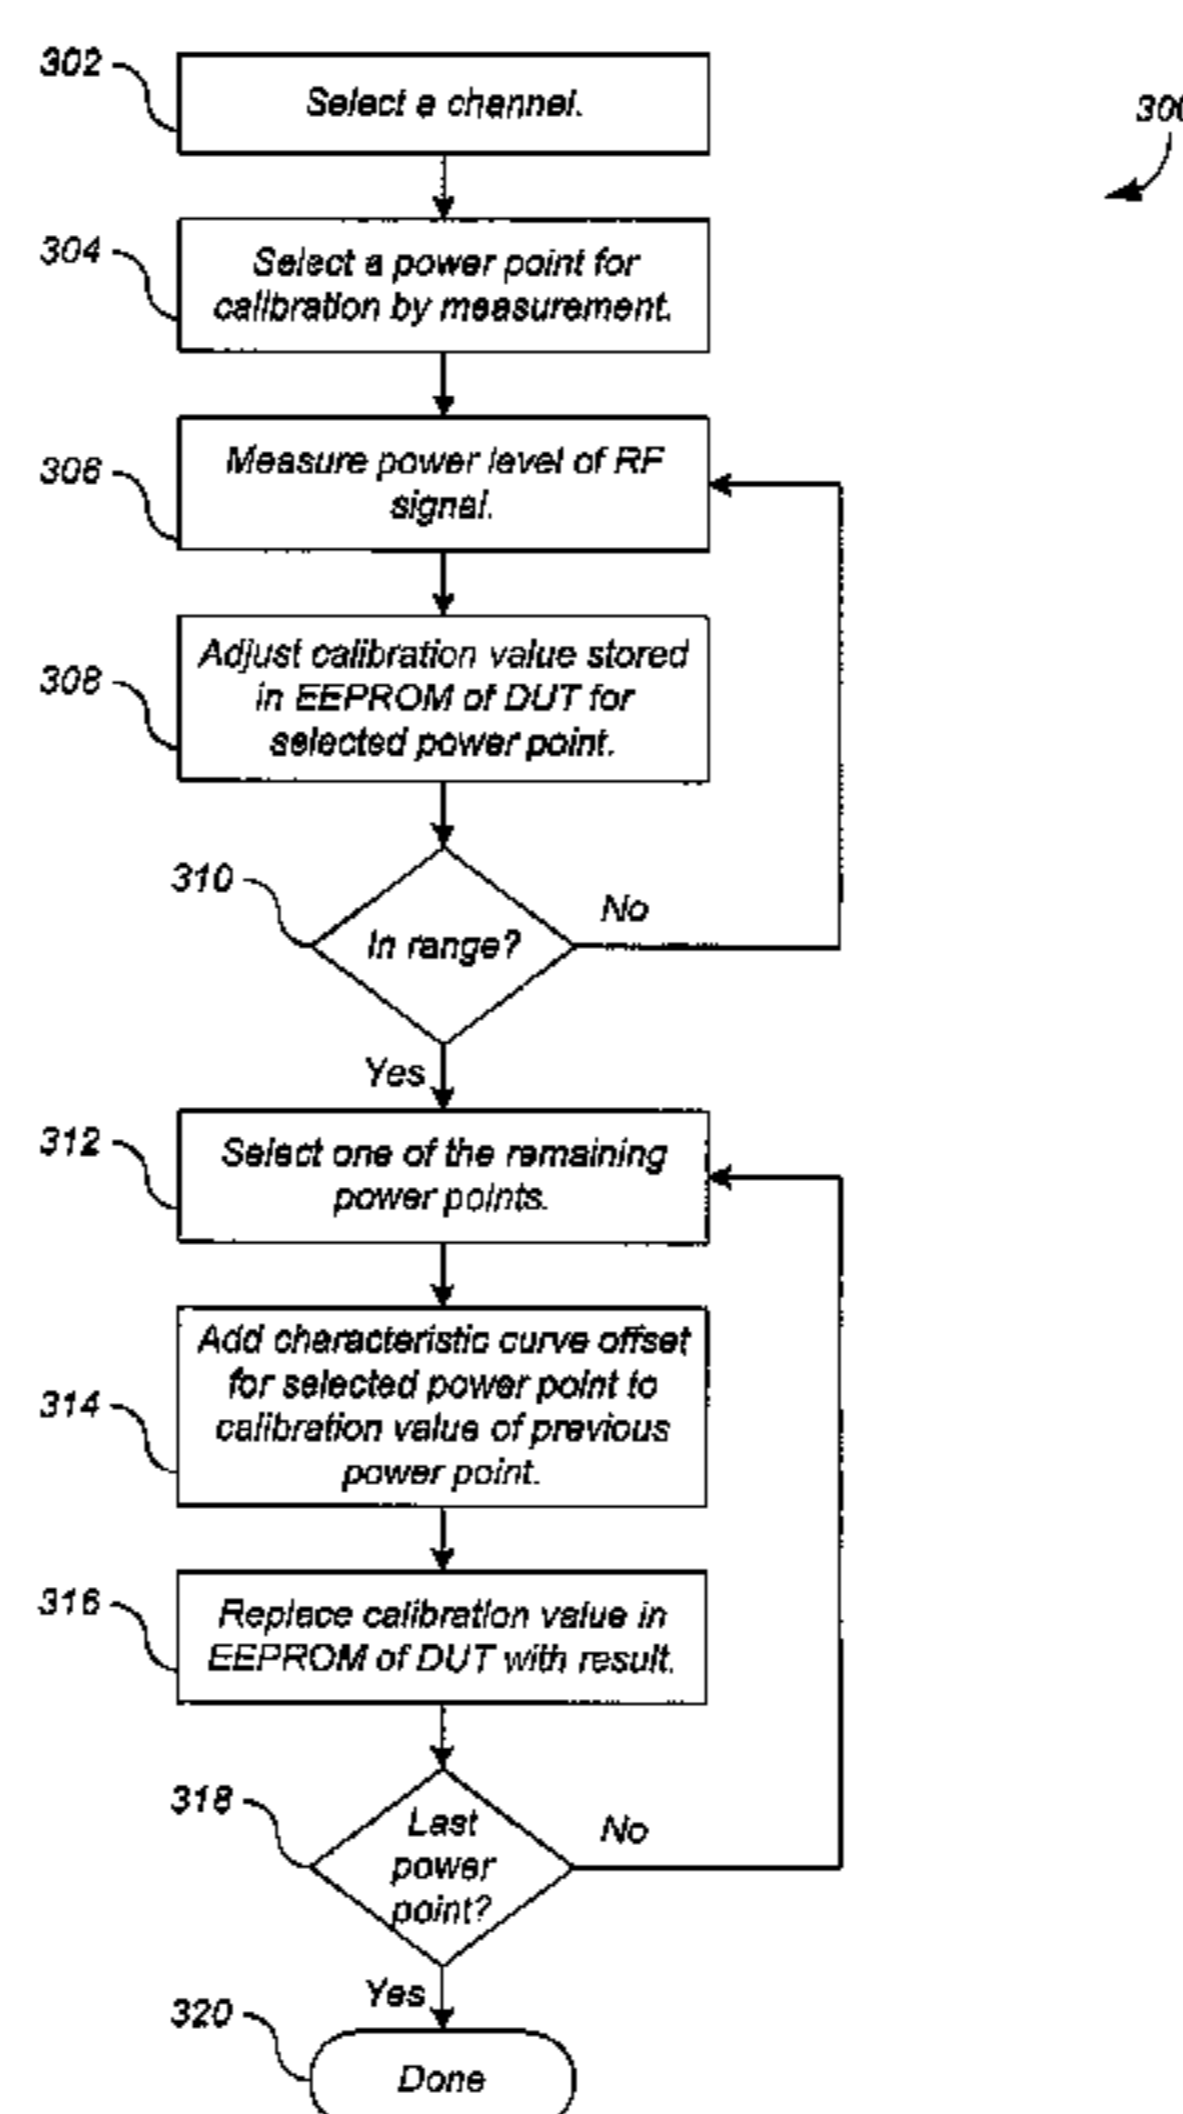 302
Select a channel.
300
304
Select a power point for
calibration by measurement.
306
Measure power level of RF
signal.
308
Adjust calibration value stored
in EEPROM of DUT for
selected power point.
310
In range?
No
Yes
312
Select one of the remaining
power points.
314
Add characteristic curve offset
for selected power point to
calibration value of previous
power point.
316
Replace calibration value in
EEPROM of DUT with result.
318
Last
power
point?
No
Yes
320
Done